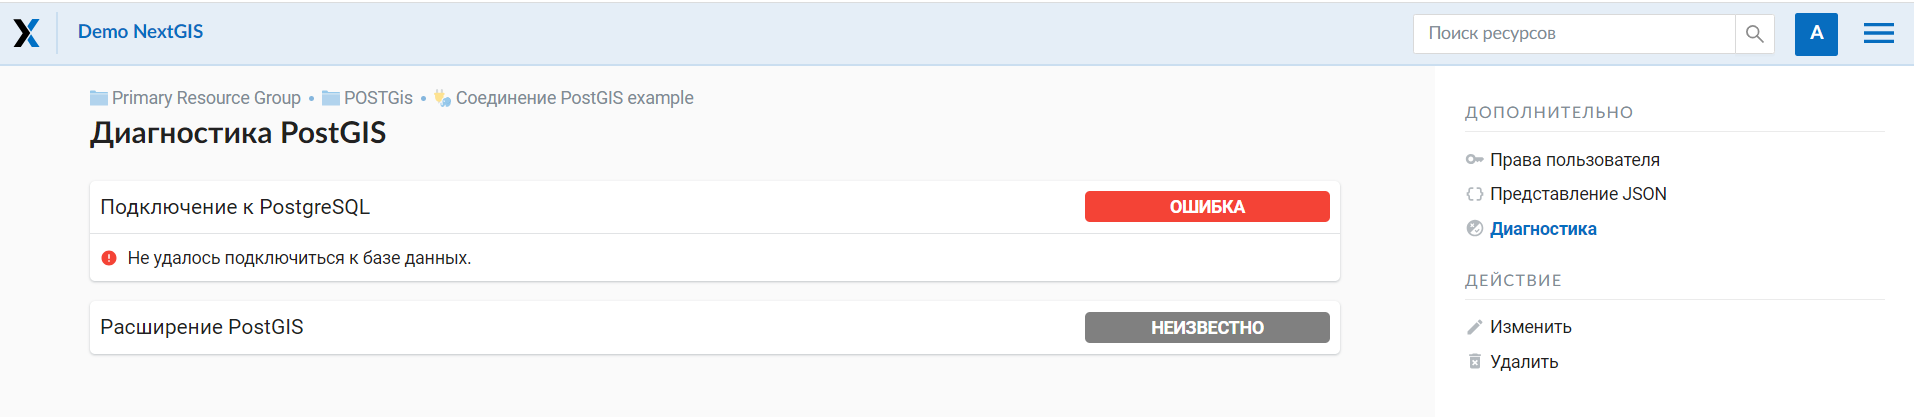 Demo NextGIS
Поиск ресурсов
A
Primary Resource Group • POSTGis • Соединение PostGIS example
Диагностика PostGIS
Подключение к PostgreSQL
ОШИБКА
Не удалось подключиться к базе данных.
Расширение PostGIS
НЕИЗВЕСТНО
ДОПОЛНИТЕЛЬНО
Права пользователя
Представление JSON
Диагностика
ДЕЙСТВИЕ
Изменить
Удалить